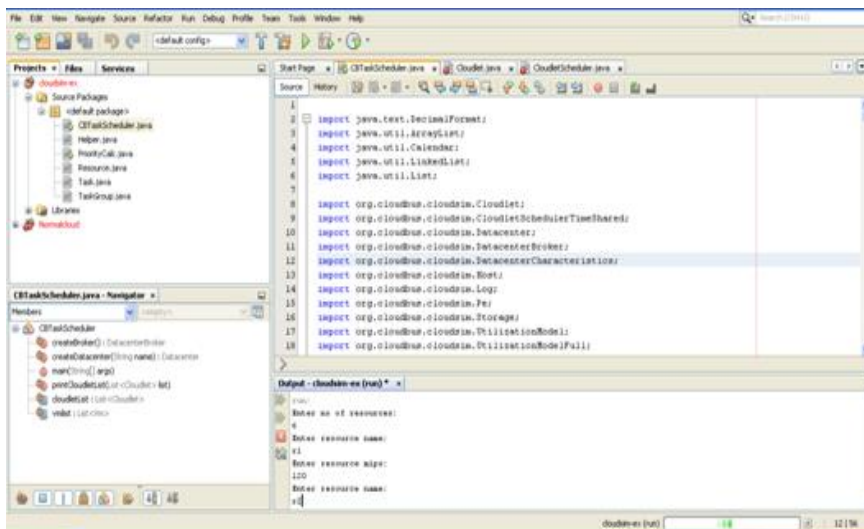 File Edit View Navigate Source Refactor Run Debug Profile Team Tools Window Help
<default config>
Projects Files Services
Start Page CBTaskScheduler.java Cloudlet.java CloudletScheduler.java
Source History
cloudsim-ex
Source Packages
<default package>
CBTaskScheduler.java
Helper.java
PriorityCalc.java
Resource.java
Task.java
TaskGroup.java
Libraries
Normalcloud
1
2 import java.text.DecimalFormat;
3 import java.util.ArrayList;
4 import java.util.Calendar;
5 import java.util.LinkedList;
6 import java.util.List;
7
8 import org.cloudbus.cloudsim.Cloudlet;
9 import org.cloudbus.cloudsim.CloudletSchedulerTimeShared;
10 import org.cloudbus.cloudsim.Datacenter;
11 import org.cloudbus.cloudsim.DatacenterBroker;
12 import org.cloudbus.cloudsim.DatacenterCharacteristics;
13 import org.cloudbus.cloudsim.Host;
14 import org.cloudbus.cloudsim.Log;
15 import org.cloudbus.cloudsim.Pe;
16 import org.cloudbus.cloudsim.Storage;
17 import org.cloudbus.cloudsim.UtilizationModel;
18 import org.cloudbus.cloudsim.UtilizationModelFull;
CBTaskScheduler.java - Navigator
Members
CBTaskScheduler
createBroker() : DatacenterBroker
createDatacenter(String name) : Datacenter
main(String[] args)
printCloudletList(List<Cloudlet> list)
cloudletList : List<Cloudlet>
vmlist : List<Vm>
Output - cloudsim-ex (run)
run:
Enter no of resources:
6
Enter resource name:
r1
Enter resource mips:
120
Enter resource name:
r2
cloudsim-ex (run)
12 | 56